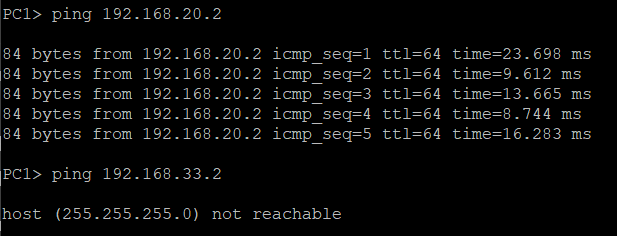 PC1> ping 192.168.20.2
84 bytes from 192.168.20.2 icmp_seq=1 ttl=64 time=23.698 ms
84 bytes from 192.168.20.2 icmp_seq=2 ttl=64 time=9.612 ms
84 bytes from 192.168.20.2 icmp_seq=3 ttl=64 time=13.665 ms
84 bytes from 192.168.20.2 icmp_seq=4 ttl=64 time=8.744 ms
84 bytes from 192.168.20.2 icmp_seq=5 ttl=64 time=16.283 ms
PC1> ping 192.168.33.2
host (255.255.255.0) not reachable